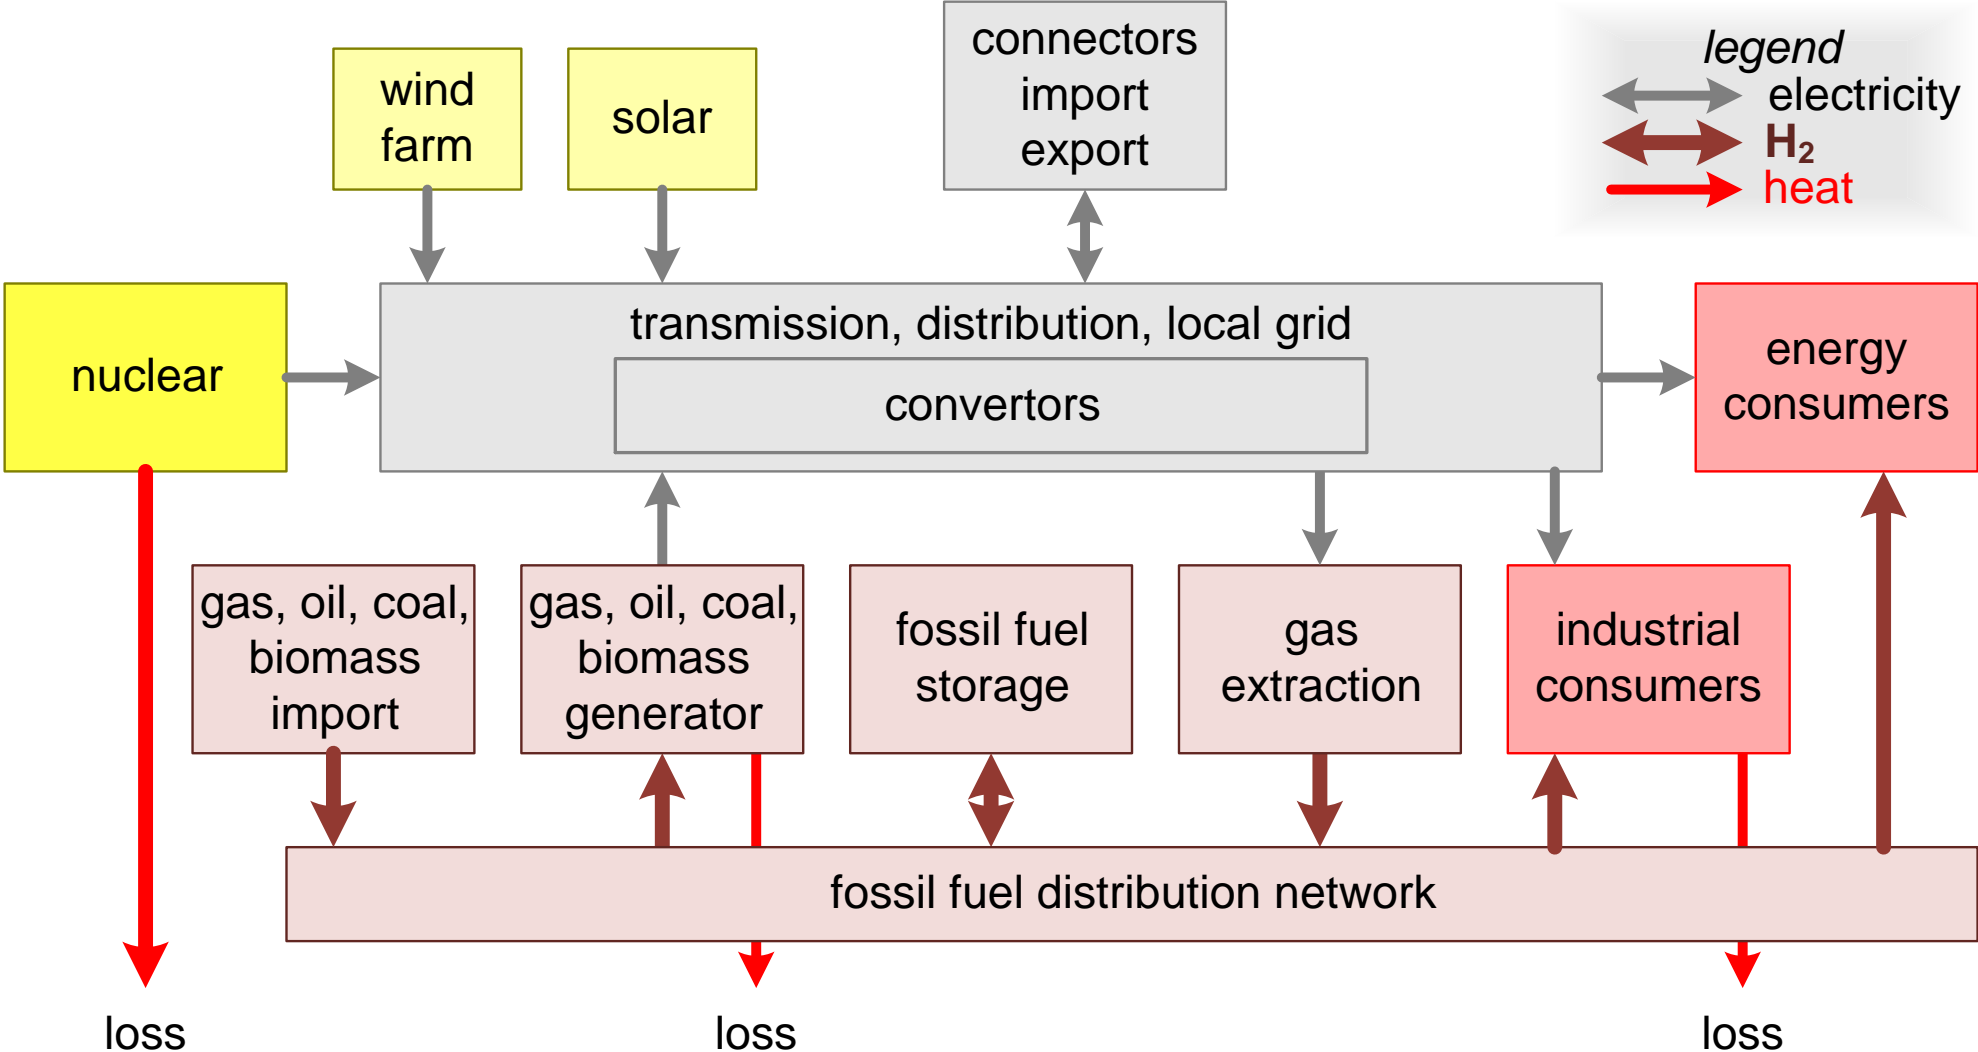 wind
farm
solar
connectors
import
export
legend
electricity
H₂
heat
nuclear
transmission, distribution, local grid
convertors
energy
consumers
gas, oil, coal,
biomass
import
gas, oil, coal,
biomass
generator
fossil fuel
storage
gas
extraction
industrial
consumers
fossil fuel distribution network
loss
loss
loss